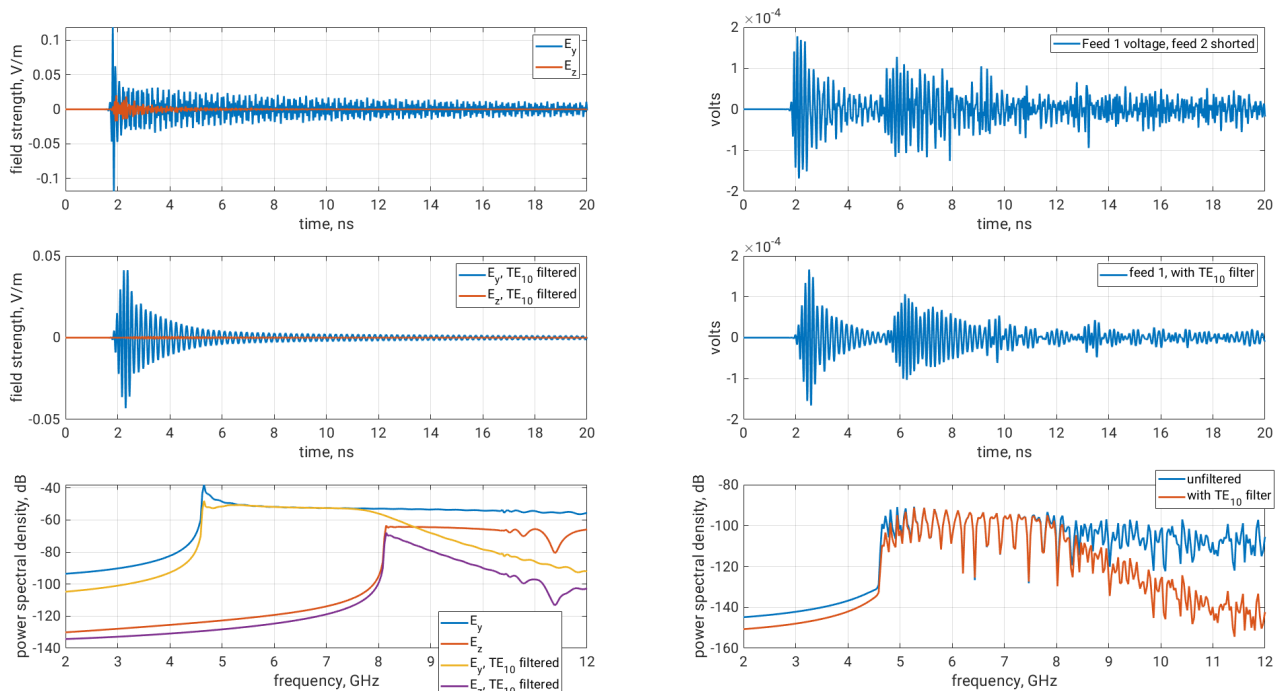 0.1
0.05
0
-0.05
-0.1
field strength, V/m
E_y
E_z
0 2 4 6 8 10 12 14 16 18 20
time, ns
×10^-4
2
1
0
-1
-2
volts
Feed 1 voltage, feed 2 shorted
0 2 4 6 8 10 12 14 16 18 20
time, ns
0.05
0
-0.05
field strength, V/m
E_y, TE_10 filtered
E_z, TE_10 filtered
0 2 4 6 8 10 12 14 16 18 20
time, ns
×10^-4
2
1
0
-1
-2
volts
feed 1, with TE_10 filter
0 2 4 6 8 10 12 14 16 18 20
time, ns
-40
-60
-80
-100
-120
-140
power spectral density, dB
2 3 4 5 6 7 8 9 12
frequency, GHz
E_y
E_z
E_y, TE_10 filtered
E_z, TE_10 filtered
-80
-100
-120
-140
-160
power spectral density, dB
unfiltered
with TE_10 filter
2 3 4 5 6 7 8 9 10 11 12
frequency, GHz